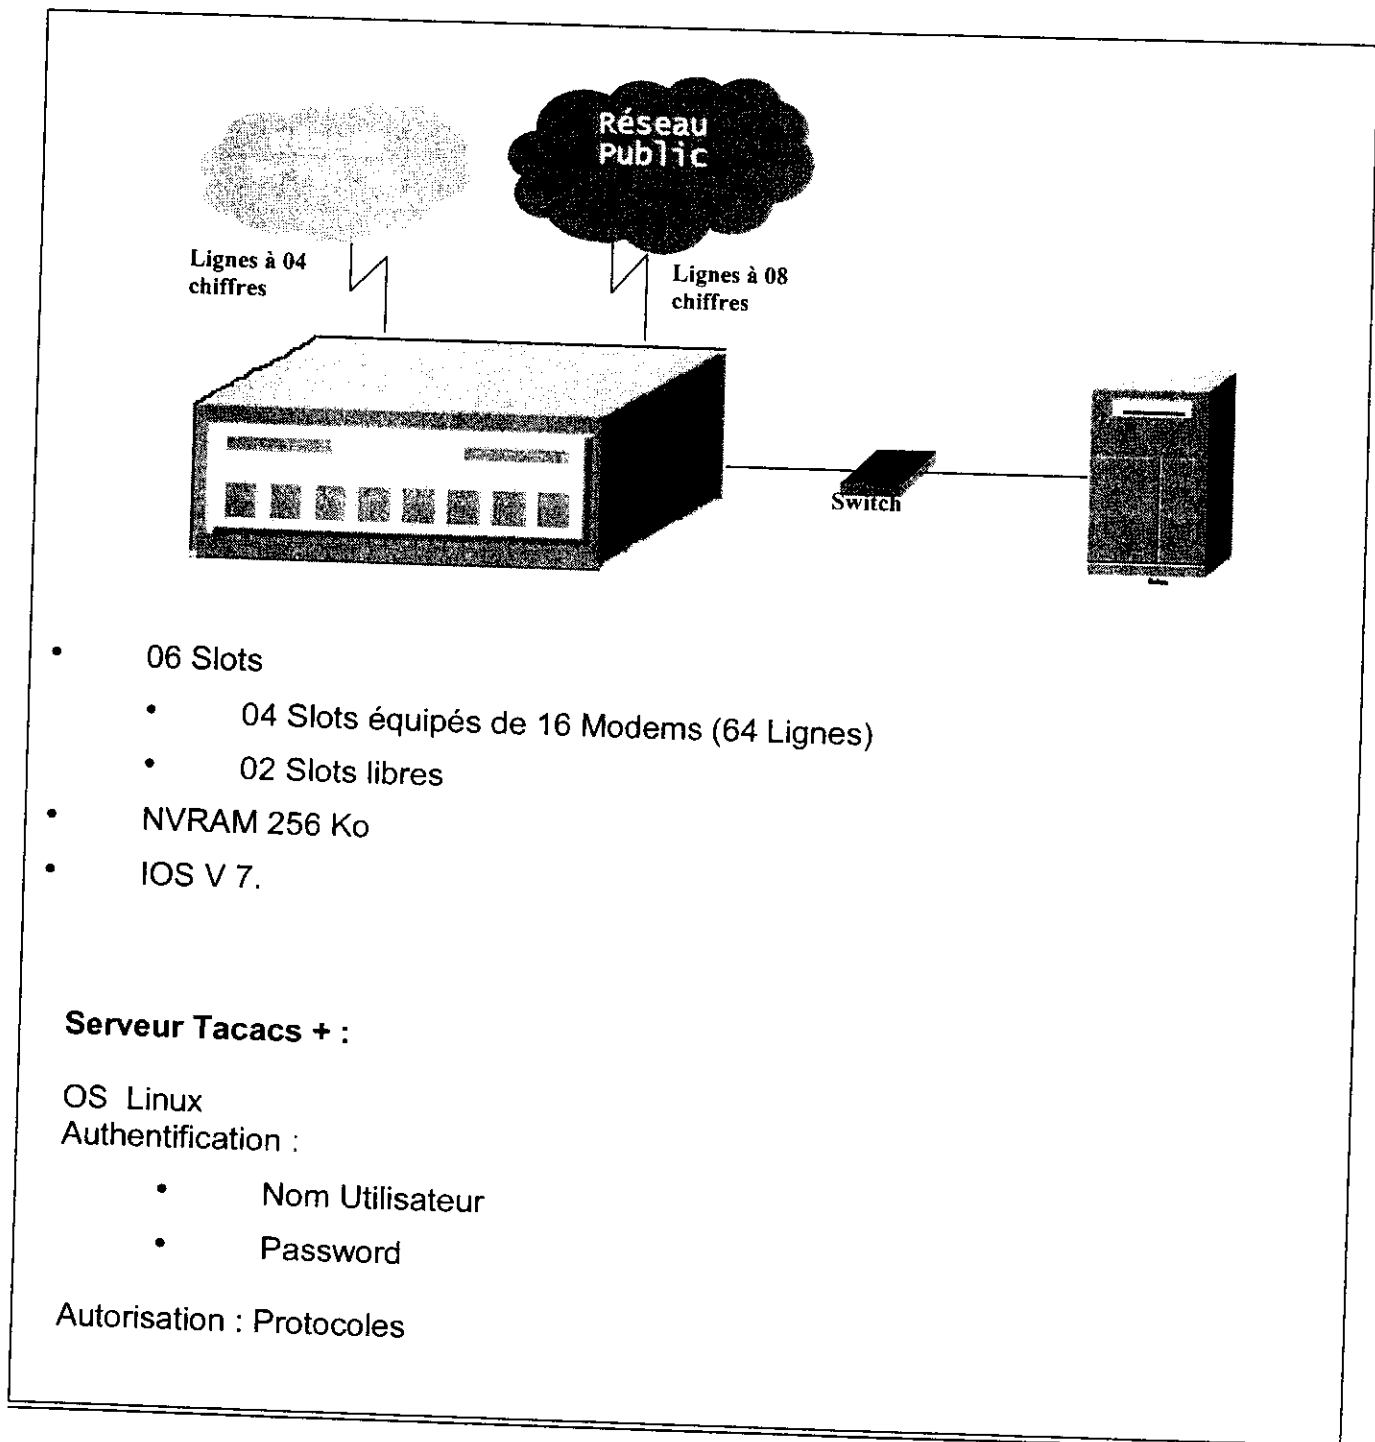 Réseau
Public
Lignes à 04
chiffres
Lignes à 08
chiffres
Switch
• 06 Slots
• 04 Slots équipés de 16 Modems (64 Lignes)
• 02 Slots libres
• NVRAM 256 Ko
• IOS V 7.
Serveur Tacacs + :
OS Linux
Authentification :
• Nom Utilisateur
• Password
Autorisation : Protocoles